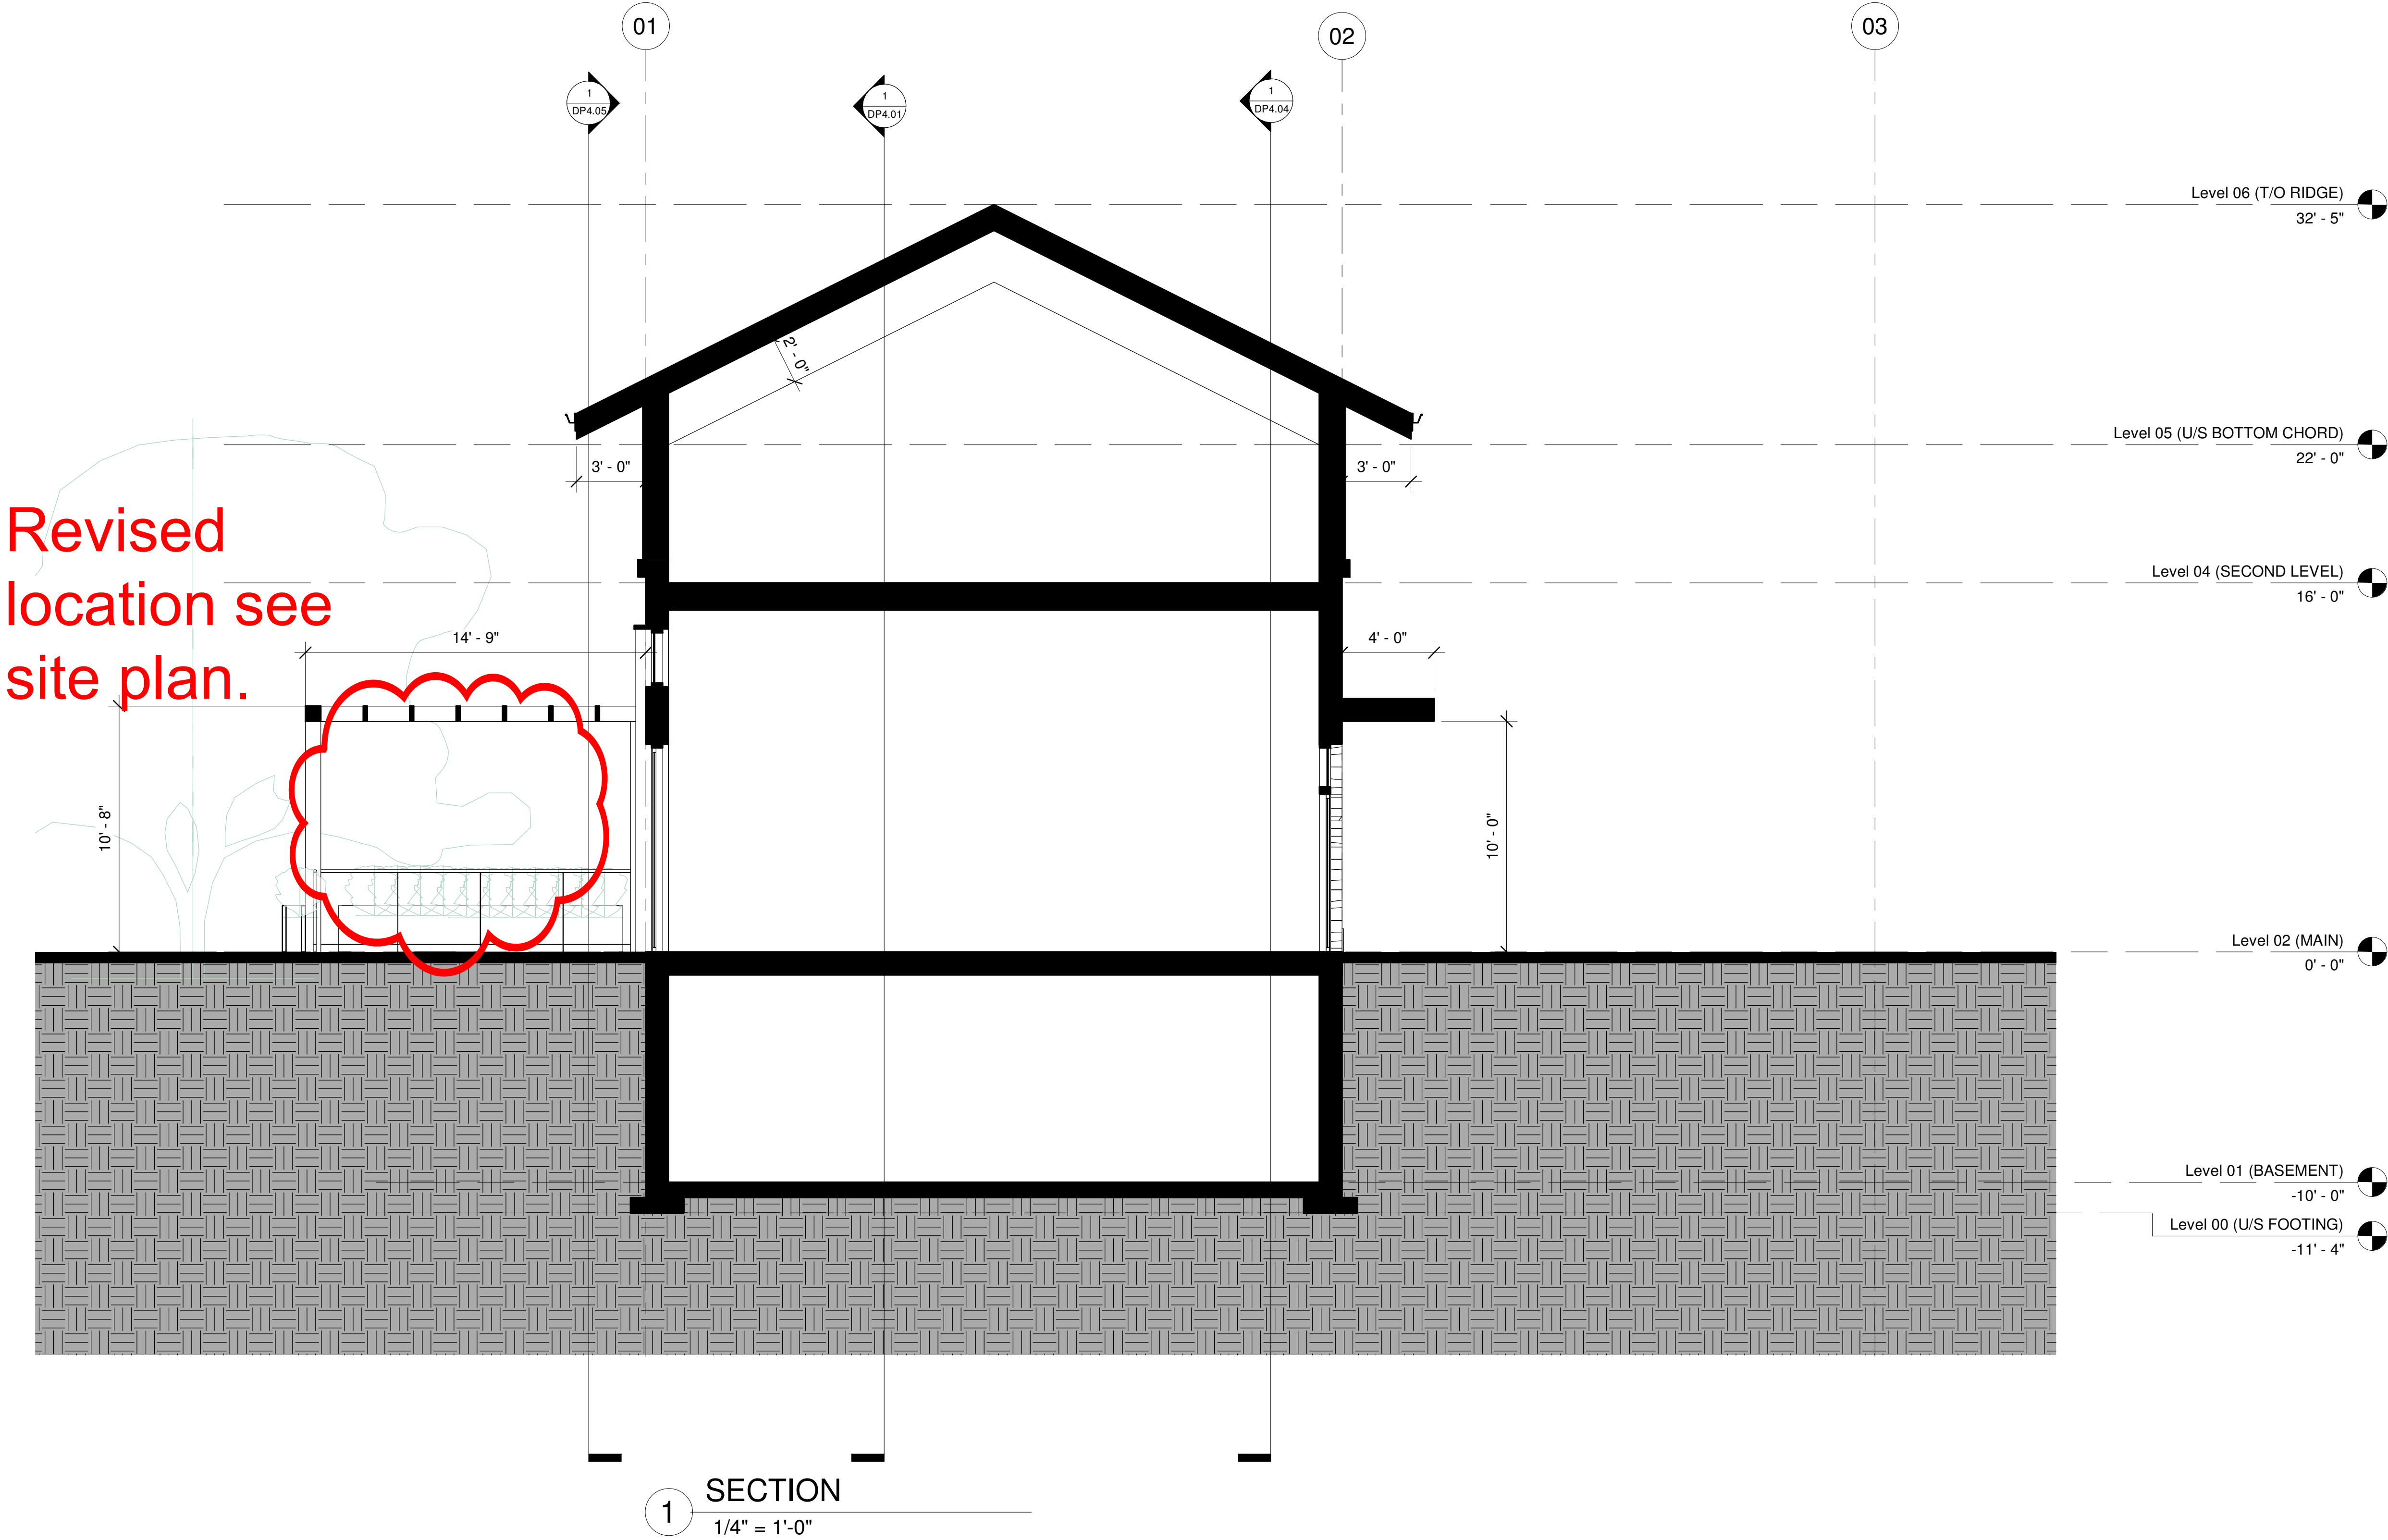 01
02
03
1
DP4.05
1
DP4.01
1
DP4.04
Level 06 (T/O RIDGE)
32' - 5"
2' - 0"
Level 05 (U/S BOTTOM CHORD)
22' - 0"
3' - 0"
3' - 0"
Revised
location see
site plan.
Level 04 (SECOND LEVEL)
16' - 0"
14' - 9"
4' - 0"
10' - 8"
10' - 0"
Level 02 (MAIN)
0' - 0"
Level 01 (BASEMENT)
-10' - 0"
Level 00 (U/S FOOTING)
-11' - 4"
1
SECTION
1/4" = 1'-0"